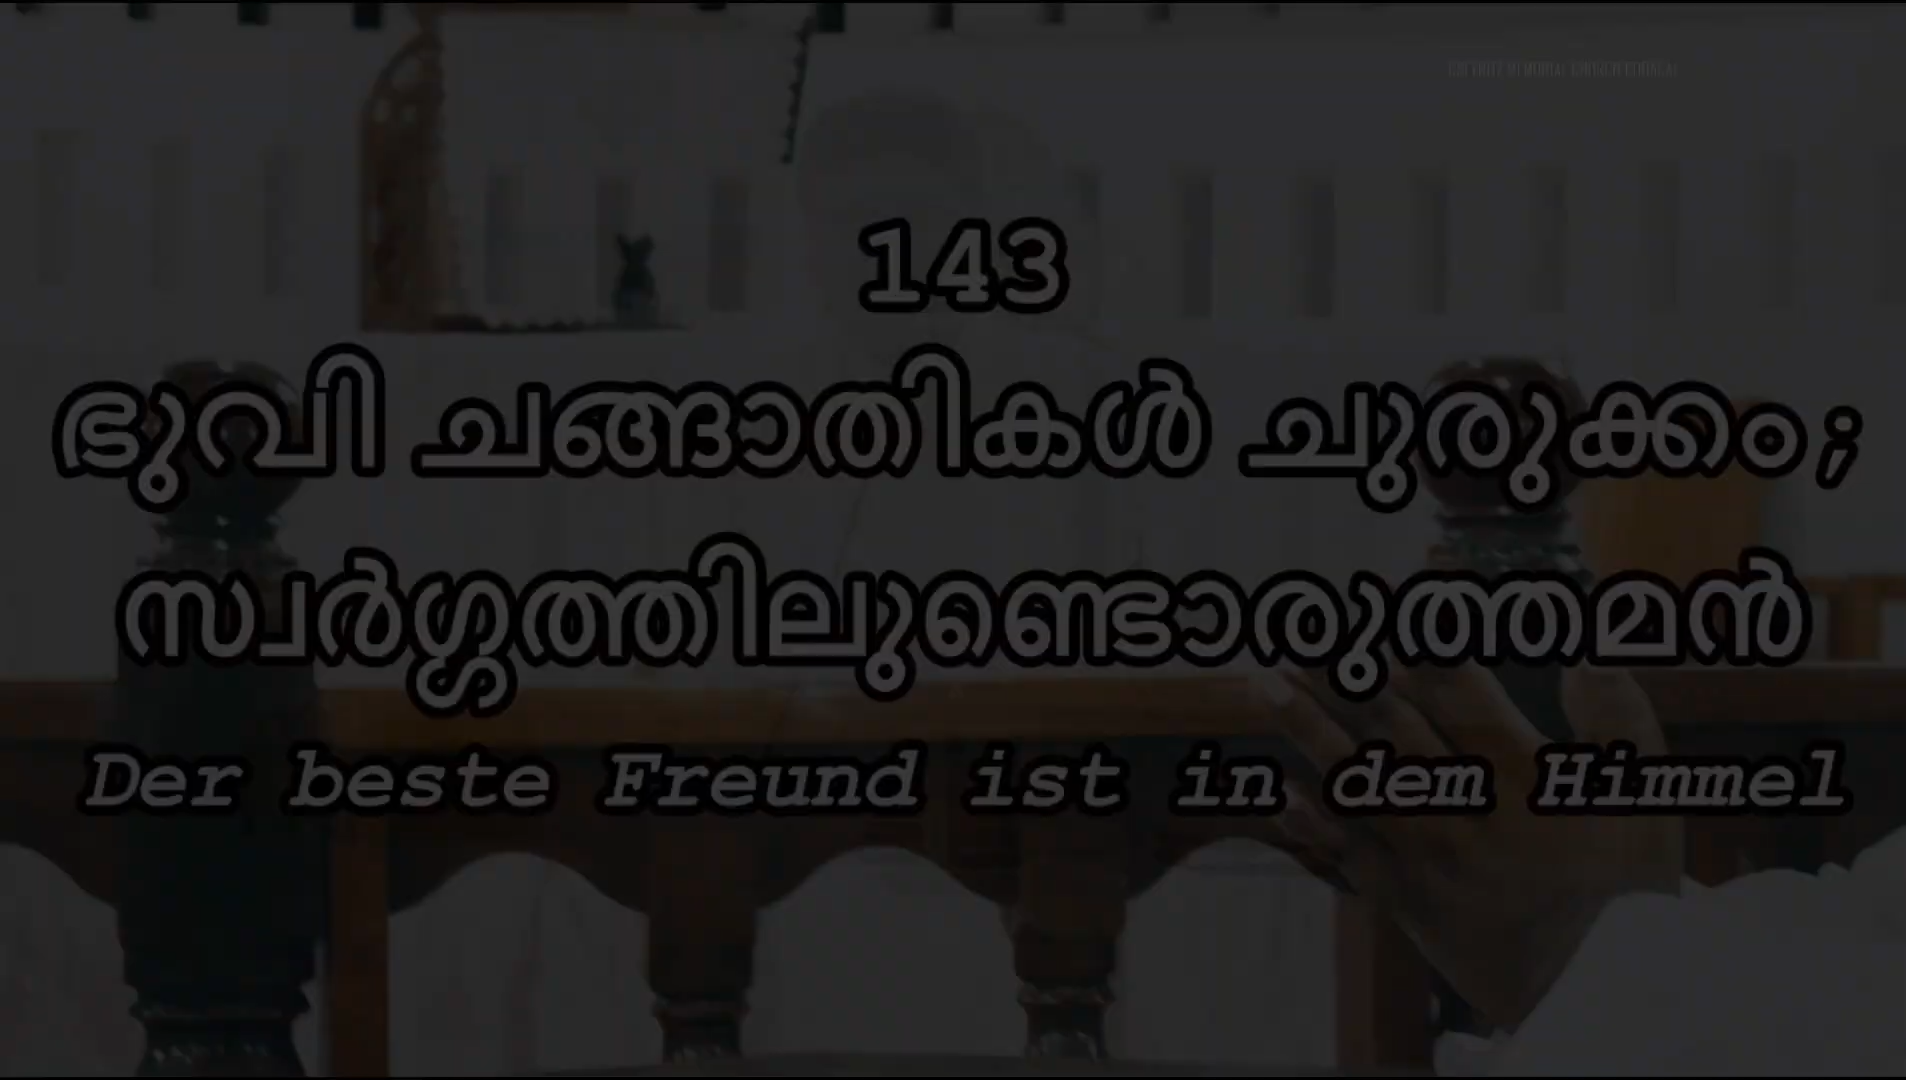 143
ഭുവി ചങ്ങാതികൾ ചുരുക്കം;
സ്വർഗ്ഗത്തിലുണ്ടൊരുത്തമൻ
Der beste Freund ist in dem Himmel